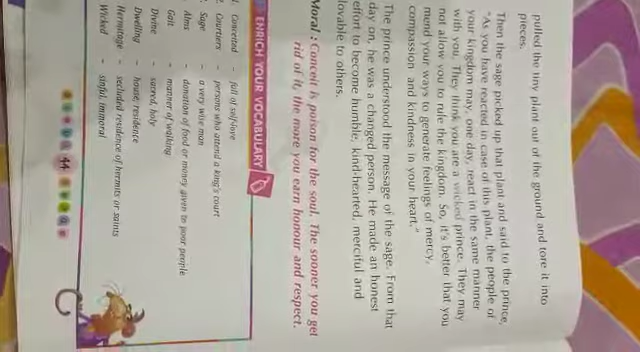 pulled the tiny plant out of the ground and tore it into
pieces.
Then the sage picked up that plant and said to the prince,
"As you have reacted in case of this plant, the people of
your kingdom may, one day, react in the same manner
with you. They think you are a wicked prince. They may
not allow you to rule the kingdom. So, it's better that you
mend your ways to generate feelings of mercy,
compassion and kindness in your heart."
The prince understood the message of the sage. From that
day on, he was a changed person. He made an honest
effort to become humble, kind-hearted, merciful and
lovable to others.
Moral : Conceit is poison for the soul. The sooner you get
rid of it, the more you earn honour and respect.
ENRICH YOUR VOCABULARY
1. Conceited – full of self-love
2. Courtiers – persons who attend a king's court
Sage – a very wise man
Alms – donation of food or money given to poor people
Gait – manner of walking
Divine – sacred, holy
Dwelling – house, residence
Hermitage – secluded residence of hermits or saints
Wicked – sinful, immoral
44